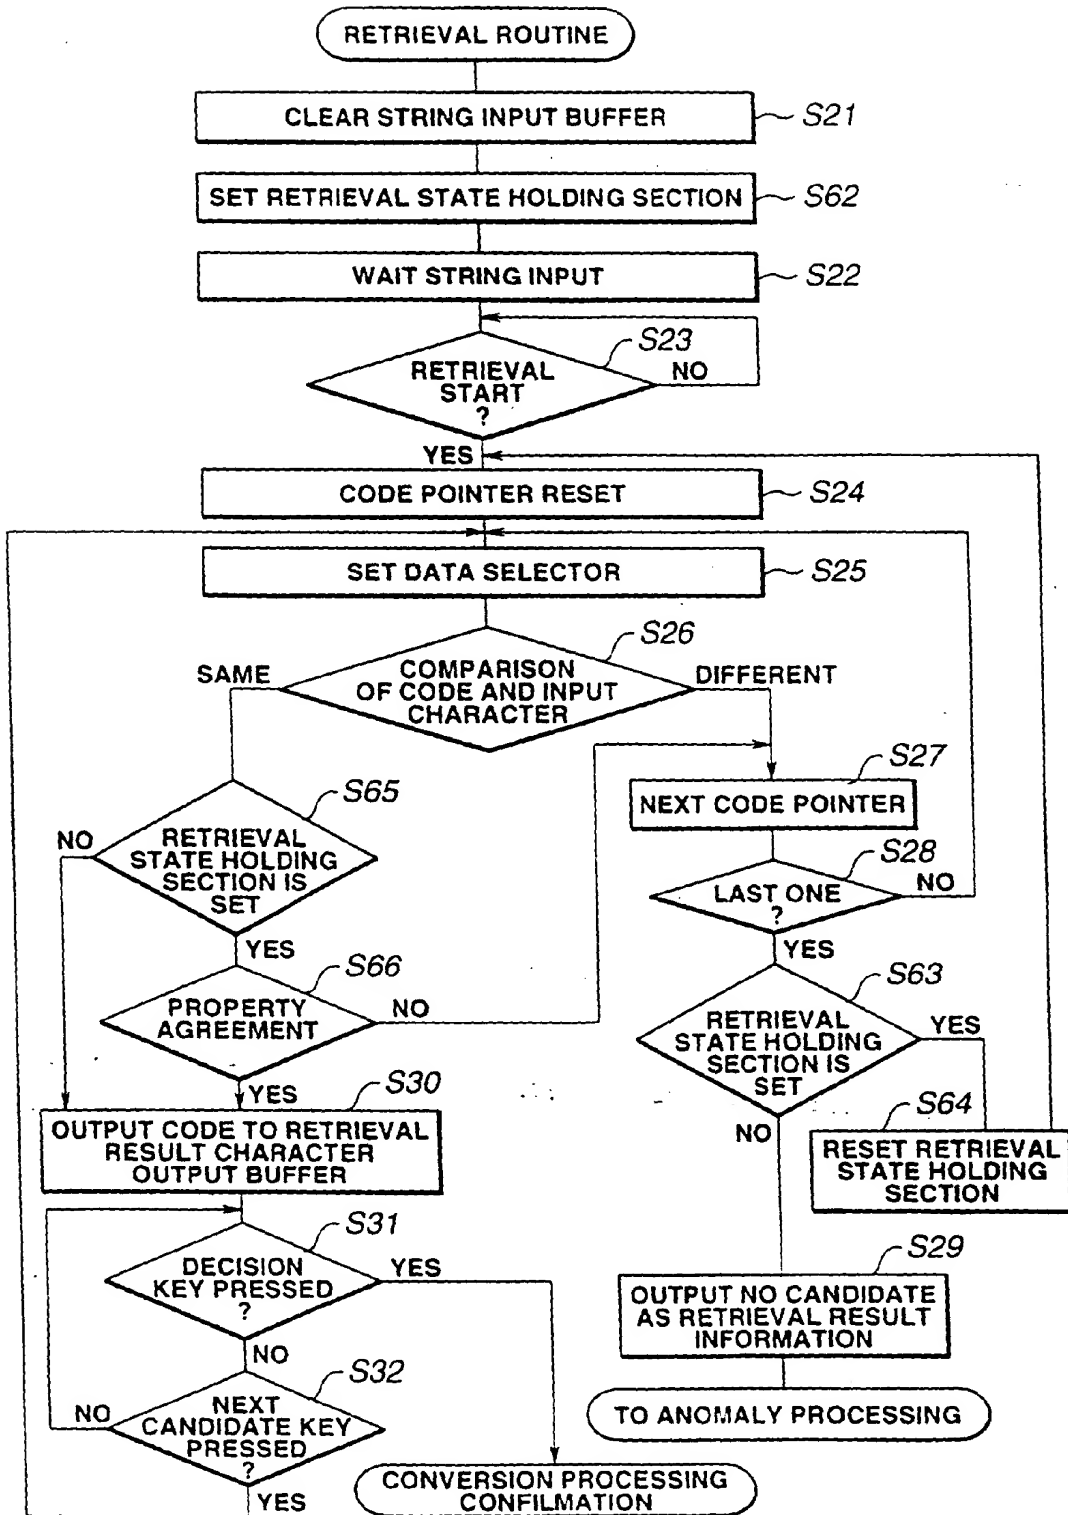 RETRIEVAL ROUTINE
CLEAR STRING INPUT BUFFER
S21
SET RETRIEVAL STATE HOLDING SECTION
S62
WAIT STRING INPUT
S22
S23
RETRIEVAL
START
?
NO
YES
CODE POINTER RESET
S24
SET DATA SELECTOR
S25
S26
SAME
COMPARISON
OF CODE AND INPUT
CHARACTER
DIFFERENT
S27
NEXT CODE POINTER
S65
NO
RETRIEVAL
STATE HOLDING
SECTION IS
SET
S28
LAST ONE
?
NO
YES
YES
S66
PROPERTY
AGREEMENT
NO
S63
RETRIEVAL
STATE HOLDING
SECTION IS
SET
YES
YES
S30
OUTPUT CODE TO RETRIEVAL
RESULT CHARACTER
OUTPUT BUFFER
NO
S64
RESET RETRIEVAL
STATE HOLDING
SECTION
S31
DECISION
KEY PRESSED
?
YES
NO
S29
OUTPUT NO CANDIDATE
AS RETRIEVAL RESULT
INFORMATION
S32
NO
NEXT
CANDIDATE KEY
PRESSED
?
YES
TO ANOMALY PROCESSING
CONVERSION PROCESSING
CONFILMATION